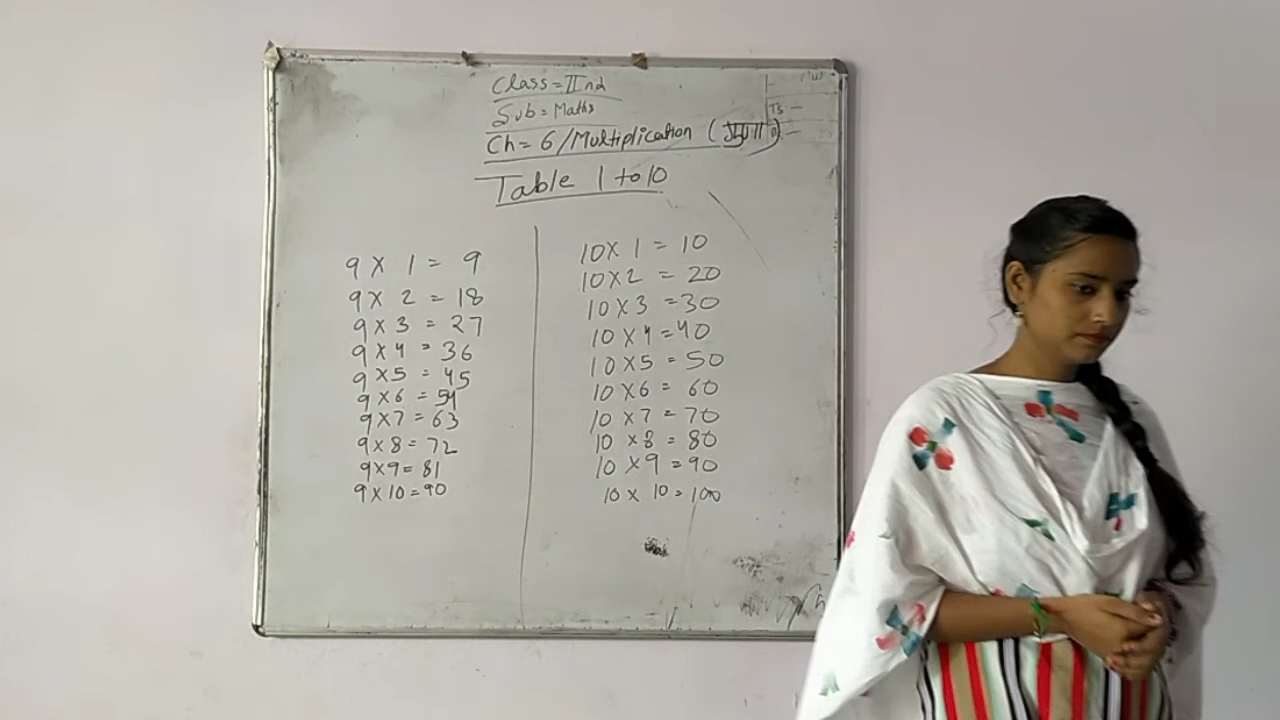 Class = II nd
Sub = Maths
Ch = 6 / Multiplication (गुणा)
Table 1 to 10
9 X 1 = 9
9 X 2 = 18
9 X 3 = 27
9 X 4 = 36
9 X 5 = 45
9 X 6 = 54
9 X 7 = 63
9 X 8 = 72
9 X 9 = 81
9 X 10 = 90
10 X 1 = 10
10 X 2 = 20
10 X 3 = 30
10 X 4 = 40
10 X 5 = 50
10 X 6 = 60
10 X 7 = 70
10 X 8 = 80
10 X 9 = 90
10 X 10 = 100